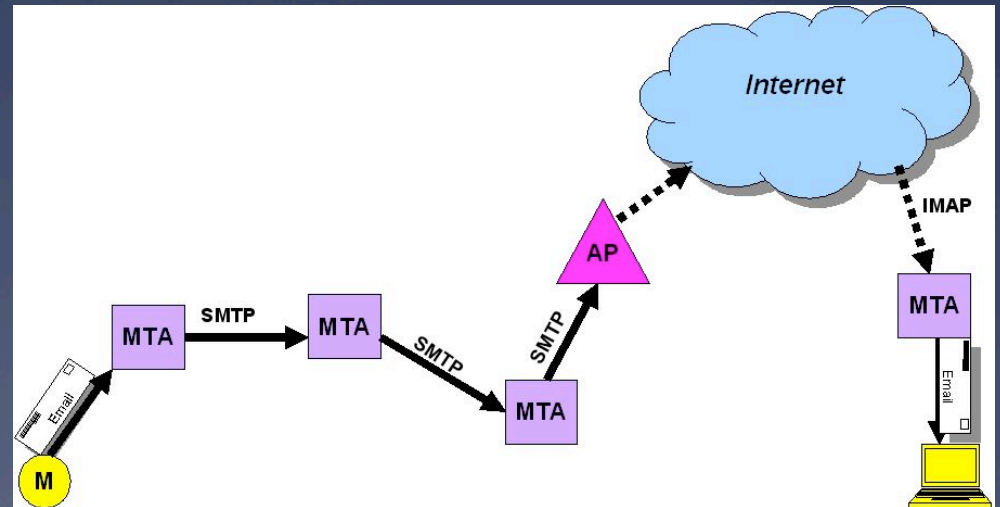 Internet
IMAP
AP
MTA
SMTP
MTA
SMTP
MTA
SMTP
MTA
Email
M
Email